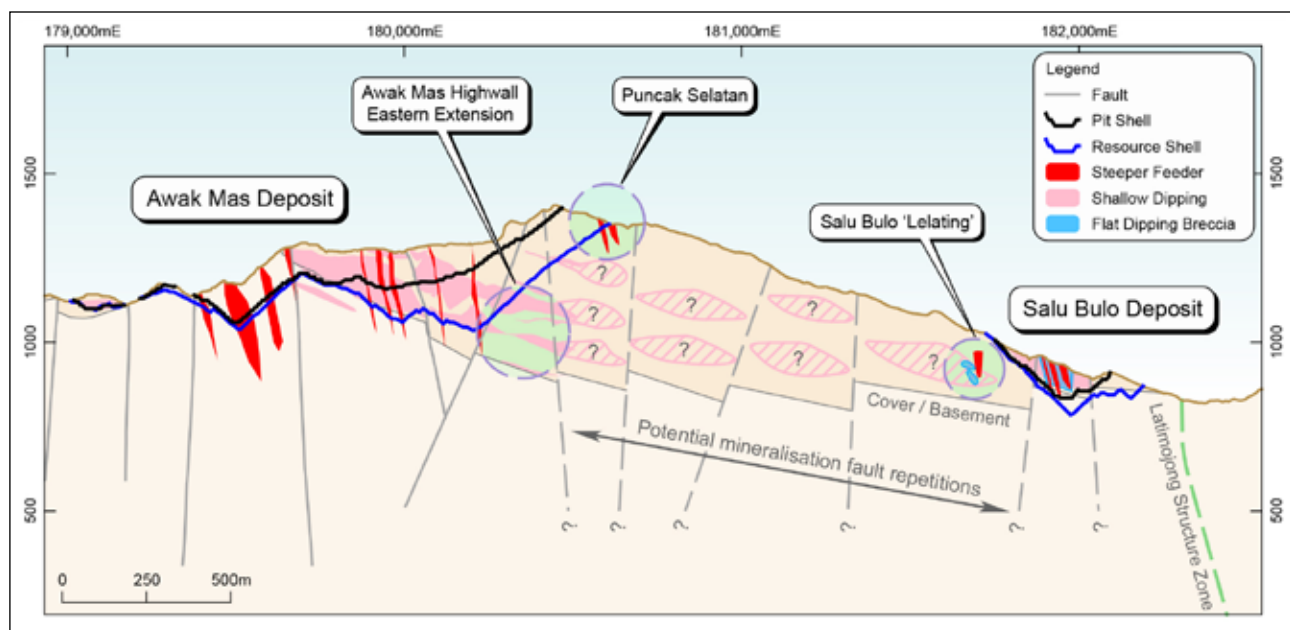 179,000mE
180,000mE
181,000mE
182,000mE
Legend
Fault
Pit Shell
Resource Shell
Steeper Feeder
Shallow Dipping
Flat Dipping Breccia
Awak Mas Highwall
Eastern Extension
Puncak Selatan
Awak Mas Deposit
Salu Bulo 'Lelating'
Salu Bulo Deposit
1500
1500
1000
1000
500
500
?
?
?
?
?
?
?
?
Cover / Basement
Potential mineralisation fault repetitions
Latimojong Structure Zone
?
?
?
?
?
?
0
250
500m